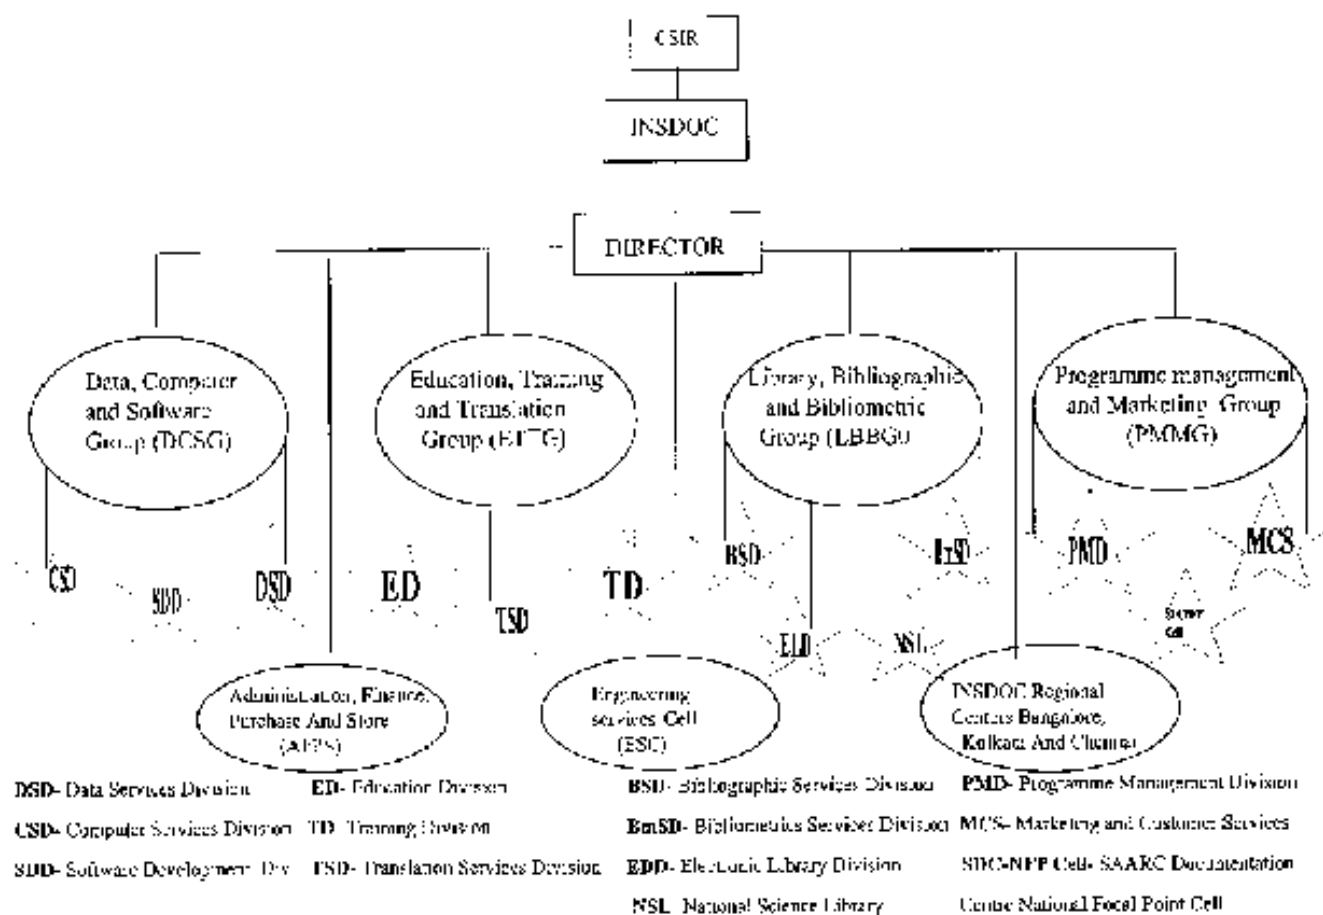 CSIR
INSDOC
DIRECTOR
Data, Computer
and Software
Group (DCSG)
Education, Training
and Translation
Group (ETTG)
Library, Bibliographic
and Bibliometric
Group (LBBG0
Programme management
and Marketing Group
(PMMG)
CSD
SDD
DSD
ED
TSD
TD
BSD
BmSD
PMD
MCS
ELD
NSL
Cell
Administration, Finance,
Purchase And Store
(AFPS)
Engineering
services Cell
(ESC)
INSDOC Regional
Centers Bangalore,
Kolkata And Chennai
DSD- Data Services Division
ED- Education Division
BSD- Bibliographic Services Division
PMD- Programme Management Division
CSD- Computer Services Division
TD- Training Division
BmSD- Bibliometrics Services Division
MCS- Marketing and Customer Services
SDD- Software Development Div
TSD- Translation Services Division
EDD- Electronic Library Division
SDC-NFP Cell- SAARC Documentation
NSL- National Science Library
Centre National Focal Point Cell